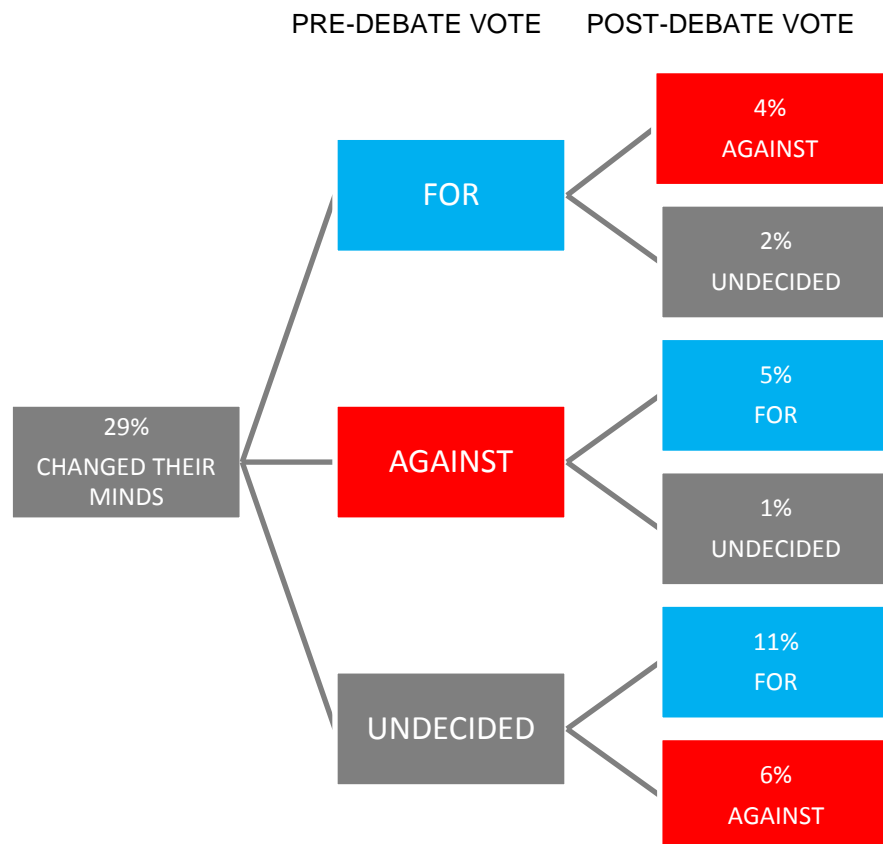 PRE-DEBATE VOTE
POST-DEBATE VOTE
4%
AGAINST
FOR
2%
UNDECIDED
5%
FOR
29%
CHANGED THEIR
MINDS
AGAINST
1%
UNDECIDED
11%
FOR
UNDECIDED
6%
AGAINST